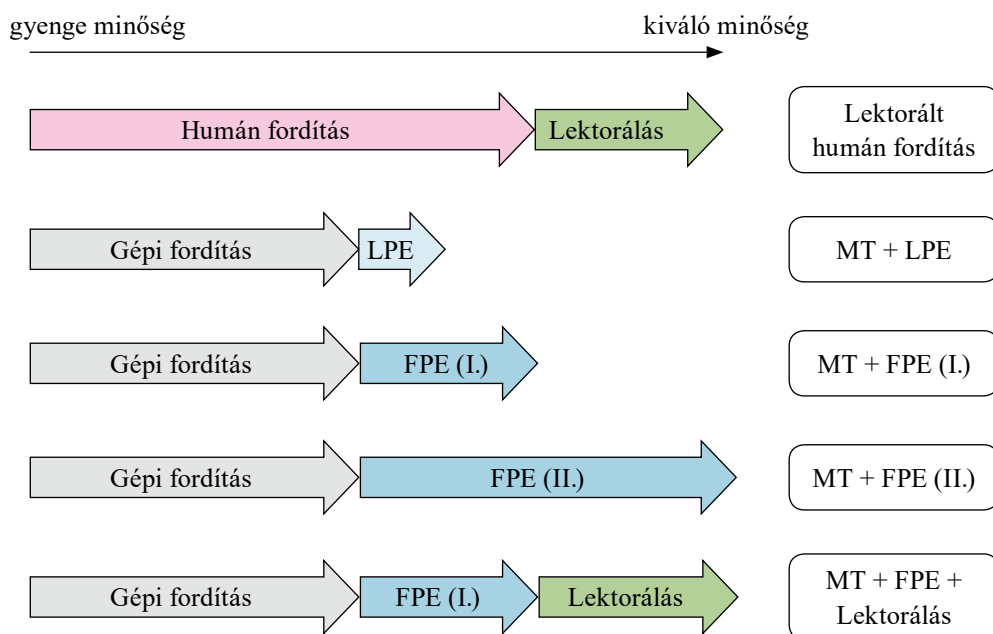 gyenge minőség
kiváló minőség
Humán fordítás
Lektorálás
Lektorált
humán fordítás
Gépi fordítás
LPE
MT + LPE
Gépi fordítás
FPE (I.)
MT + FPE (I.)
Gépi fordítás
FPE (II.)
MT + FPE (II.)
Gépi fordítás
FPE (I.)
Lektorálás
MT + FPE +
Lektorálás